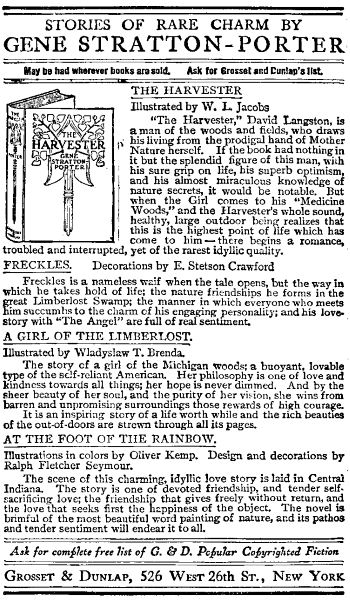 STORIES OF RARE CHARM BY
GENE STRATTON-PORTER
May be had wherever books are sold. Ask for Grosset and Dunlap's list.
THE
HARVESTER
GENE
STRATTON-
PORTER
THE HARVESTER
Illustrated by W. L. Jacobs
"The Harvester," David Langston, is
a man of the woods and fields, who draws
his living from the prodigal hand of Mother
Nature herself. If the book had nothing in
it but the splendid figure of this man, with
his sure grip on life, his superb optimism,
and his almost miraculous knowledge of
nature secrets, it would be notable. But
when the Girl comes to his "Medicine
Woods," and the Harvester's whole sound,
healthy, large outdoor being realizes that
this is the highest point of life which has
come to him—there begins a romance,
troubled and interrupted, yet of the rarest idyllic quality.
FRECKLES. Decorations by E. Stetson Crawford
Freckles is a nameless waif when the tale opens, but the way in
which he takes hold of life; the nature friendships he forms in the
great Limberlost Swamp; the manner in which everyone who meets
him succumbs to the charm of his engaging personality; and his love-
story with "The Angel" are full of real sentiment.
A GIRL OF THE LIMBERLOST.
Illustrated by Wladyslaw T. Brenda.
The story of a girl of the Michigan woods; a buoyant, lovable
type of the self-reliant American. Her philosophy is one of love and
kindness towards all things; her hope is never dimmed. And by the
sheer beauty of her soul, and the purity of her vision, she wins from
barren and unpromising surroundings those rewards of high courage.
It is an inspiring story of a life worth while and the rich beauties
of the out-of-doors are strewn through all its pages.
AT THE FOOT OF THE RAINBOW.
Illustrations in colors by Oliver Kemp. Design and decorations by
Ralph Fletcher Seymour.
The scene of this charming, idyllic love story is laid in Central
Indiana. The story is one of devoted friendship, and tender self-
sacrificing love; the friendship that gives freely without return, and
the love that seeks first the happiness of the object. The novel is
brimful of the most beautiful word painting of nature, and its pathos
and tender sentiment will endear it to all.
Ask for complete free list of G. & D. Popular Copyrighted Fiction
GROSSET & DUNLAP, 526 WEST 26th ST., NEW YORK